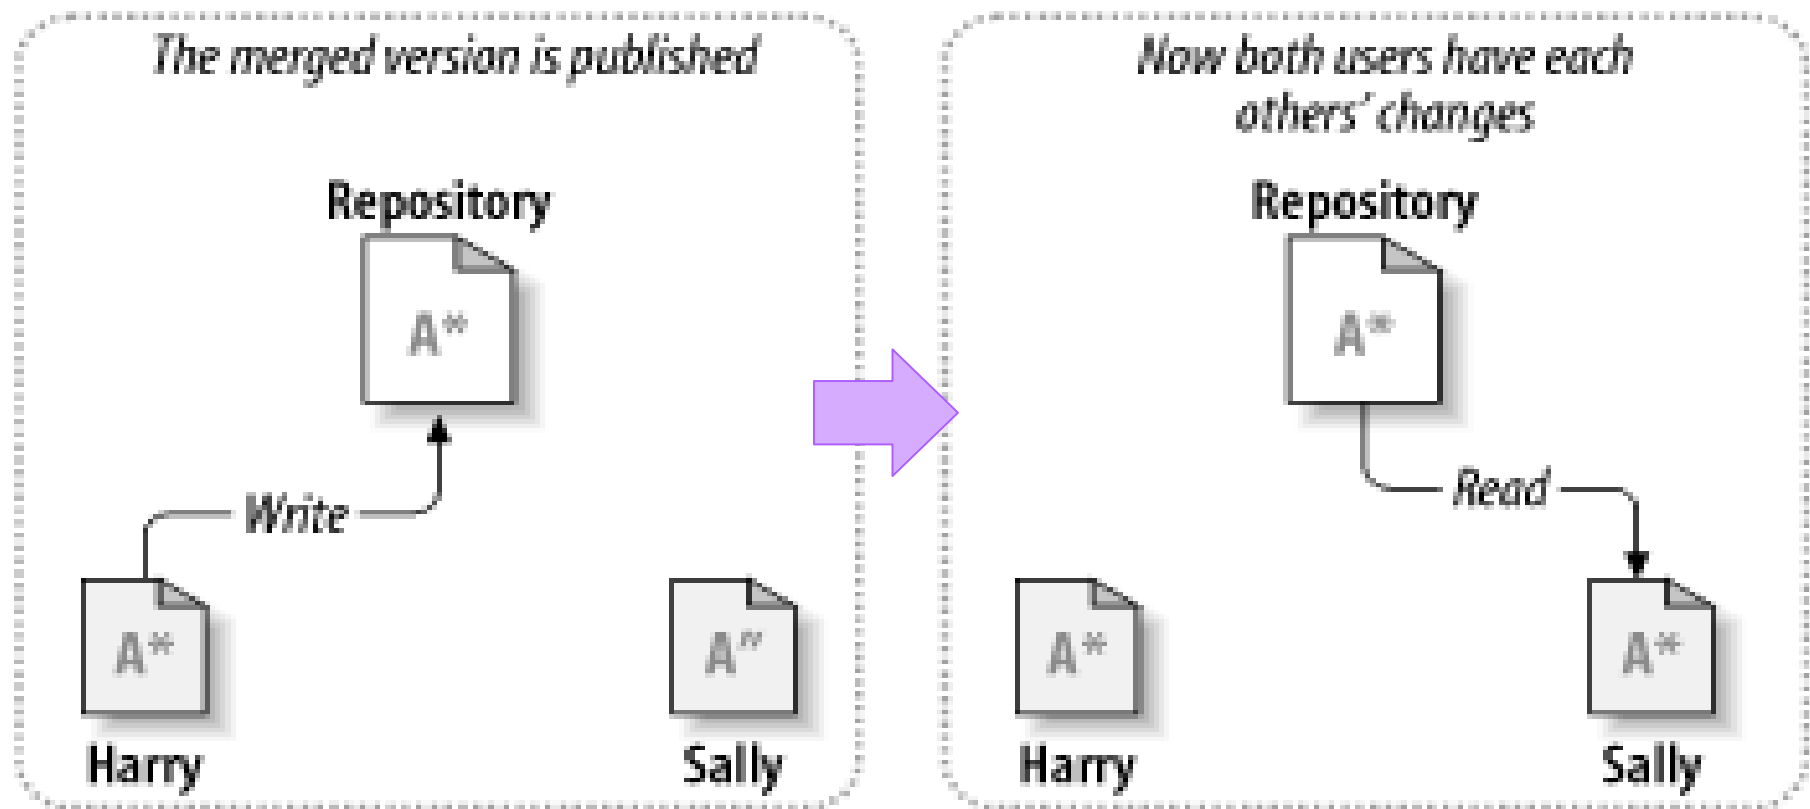 The merged version is published
Repository
A*
Write
A*
A"
Harry
Sally
Now both users have each
others' changes
Repository
A*
Read
A*
A*
Harry
Sally